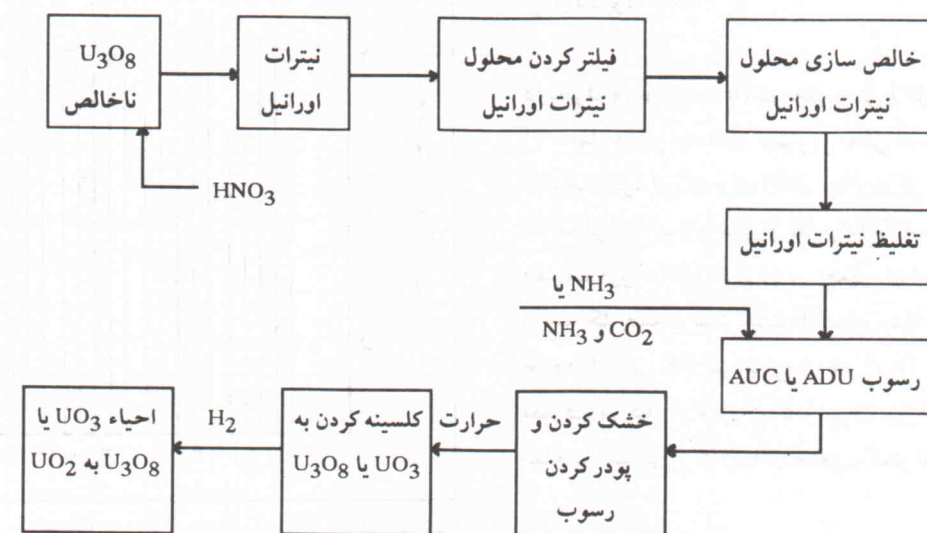 U3O8
ناخالص
HNO3
نیترات
اورانیل
فیلتر کردن محلول
نیترات اورانیل
خالص سازی محلول
نیترات اورانیل
تغلیظ نیترات اورانیل
NH3 یا
NH3 و CO2
رسوب ADU یا AUC
خشک کردن و
پودر کردن
رسوب
حرارت
کلسینه کردن به
UO3 یا U3O8
H2
احیاء UO3 یا
U3O8 به UO2